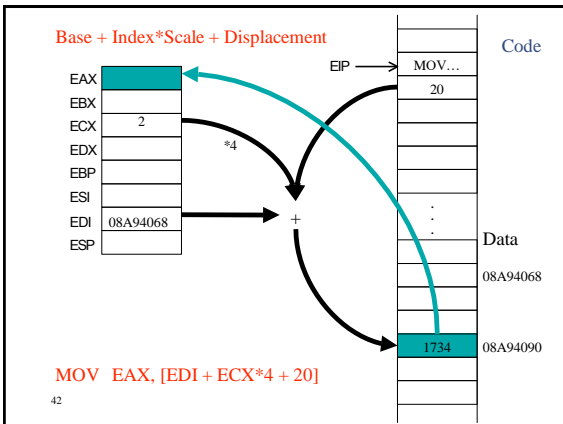 Base + Index*Scale + Displacement
Code
EIP
MOV…
20
EAX
EBX
ECX 2
*4
EDX
EBP
ESI
EDI 08A94068
+
ESP
.
.
.
Data
08A94068
1734 08A94090
MOV EAX, [EDI + ECX*4 + 20]
42